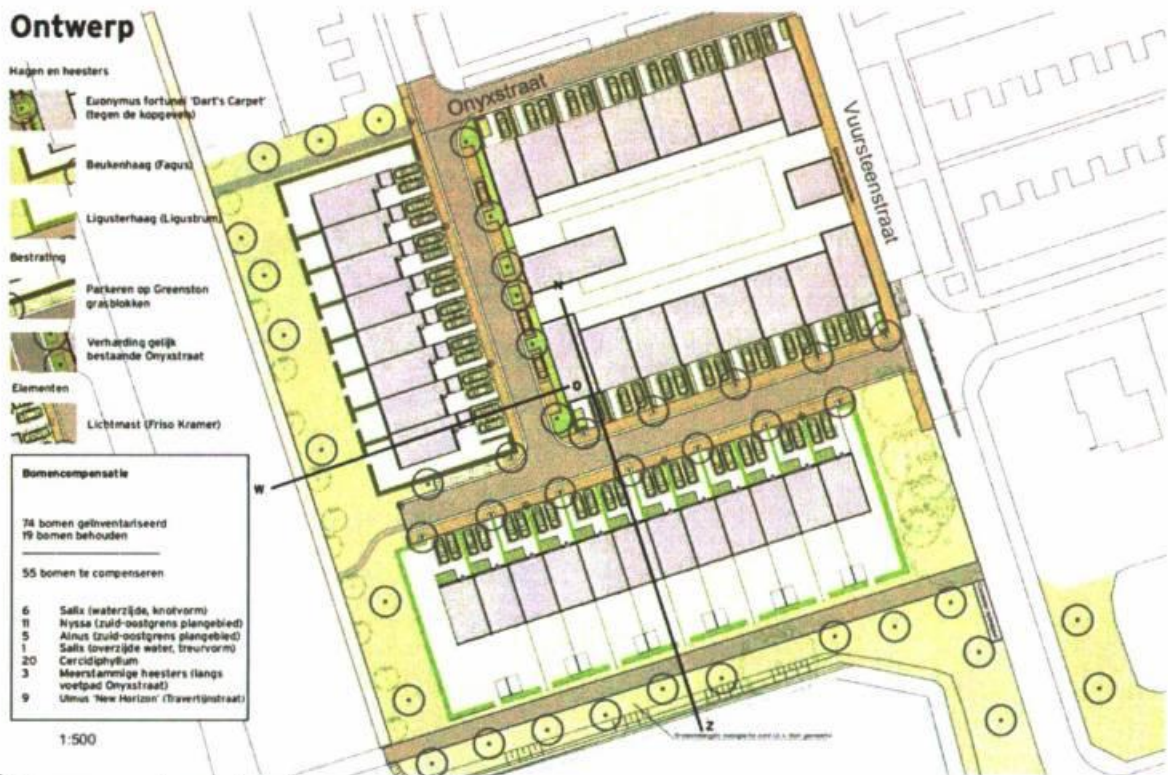 Ontwerp
Hagen en heesters
Euonymus fortunei 'Dart's Carpet'
(tegen de kopgevels)
Beukenhaag (Fagus)
Ligusterhaag (Ligustrum)
Bestrating
Parkeren op Greenston
grasblokken
Verharding gelijk
bestaande Onyxstraat
Elementen
Lichtmast (Friso Kramer)
Bomencompensatie
74 bomen geïnventariseerd
19 bomen behouden
55 bomen te compenseren
6 Salix (waterzijde, knotvorm)
11 Nyssa (zuid-oostgrens plangebied)
5 Alnus (zuid-oostgrens plangebied)
1 Salix (overzijde water, treurvorm)
20 Cercidiphyllum
3 Meerstammige heesters (langs
voetpad Onyxstraat)
9 Ulmus 'New Horizon' (Travertijnstraat)
1:500
Onyxstraat
Vuursteenstraat
N
O
W
Z